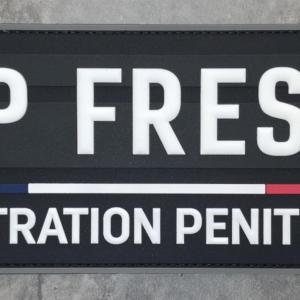 P FRES
TRATION PENIT